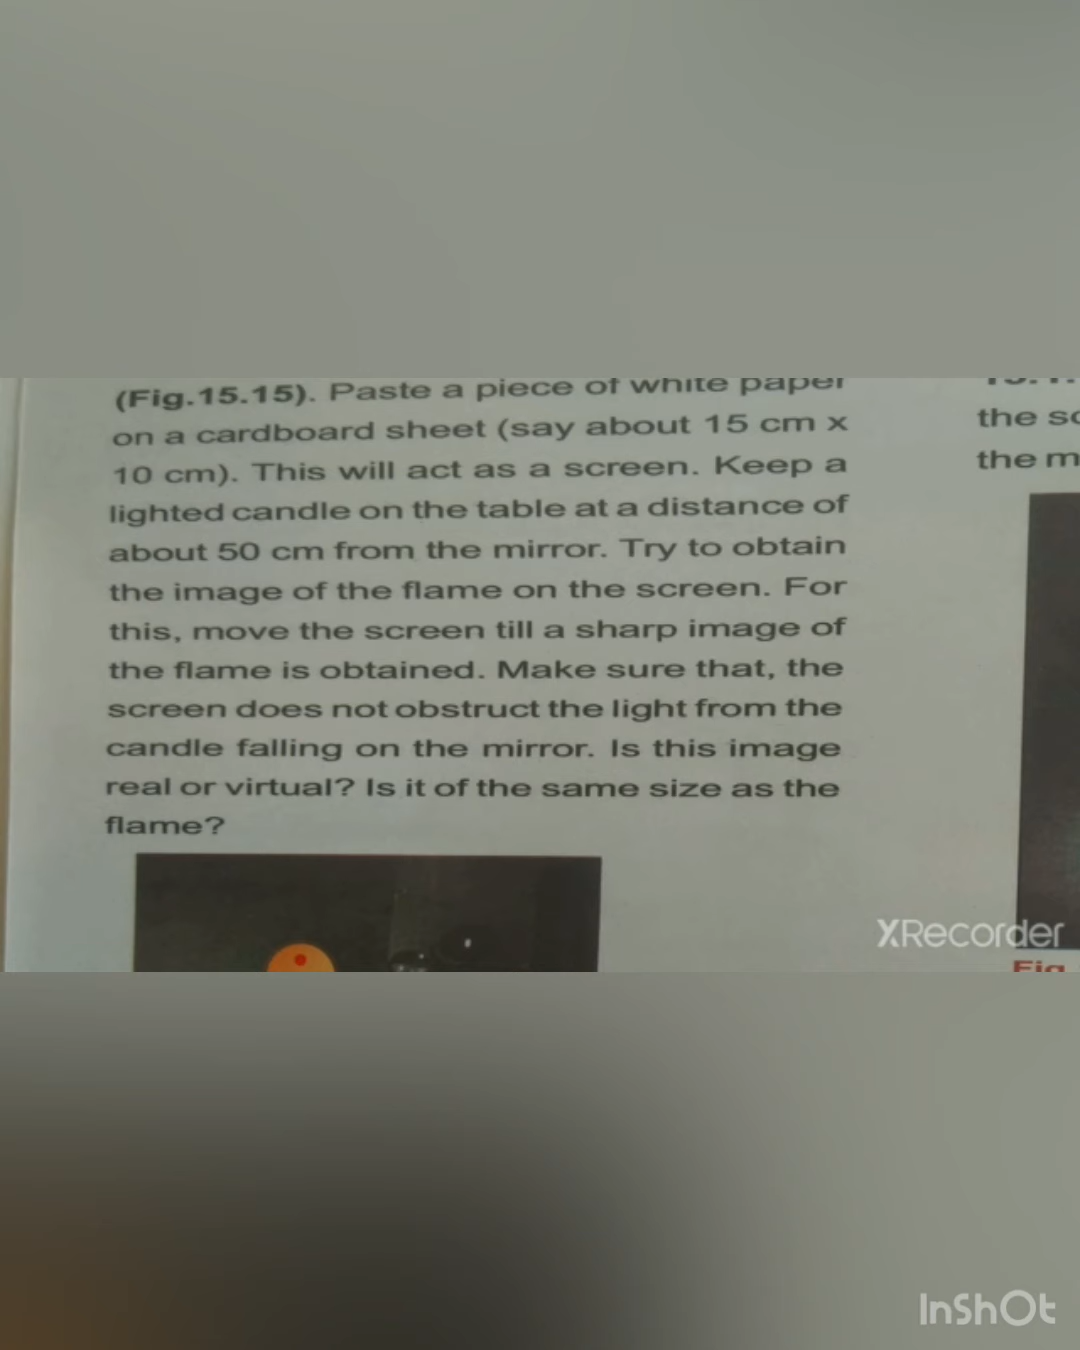 (Fig.15.15). Paste a piece of white paper
on a cardboard sheet (say about 15 cm x
10 cm). This will act as a screen. Keep a
lighted candle on the table at a distance of
about 50 cm from the mirror. Try to obtain
the image of the flame on the screen. For
this, move the screen till a sharp image of
the flame is obtained. Make sure that, the
screen does not obstruct the light from the
candle falling on the mirror. Is this image
real or virtual? Is it of the same size as the
flame?
the
the
XRecorder
Fig
InShOt